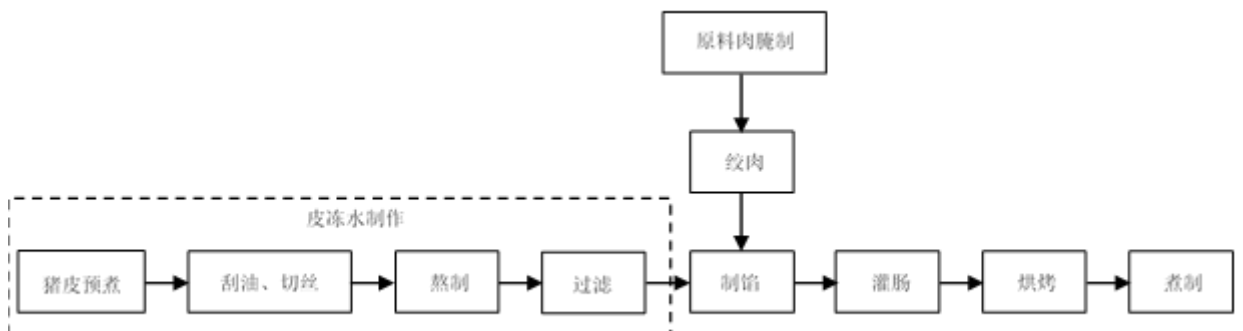 原料肉腌制
绞肉
皮冻水制作
猪皮预煮
刮油、切丝
熬制
过滤
制馅
灌肠
烘烤
煮制